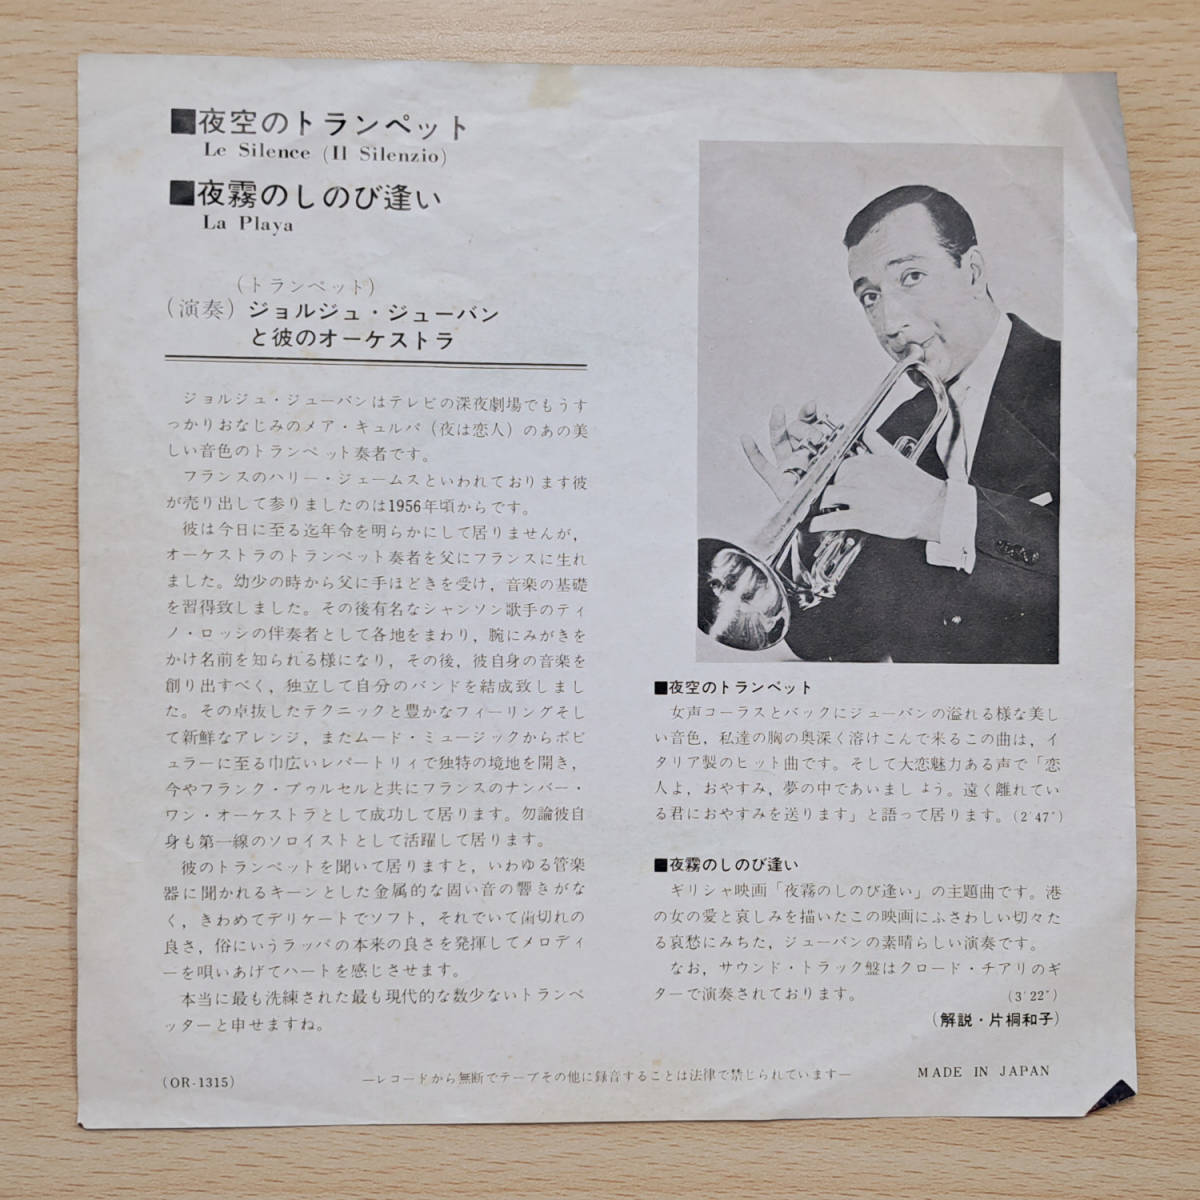 ■夜空のトランペット
Le Silence (Il Silenzio)
■夜霧のしのび逢い
La Playa
(トランペット)
(演奏) ジョルジュ・ジューバン
と彼のオーケストラ
ジョルジュ・ジューバンはテレビの深夜劇場でもうす
っかりおなじみのメア・キュルパ（夜は恋人）のあの美
しい音色のトランペット奏者です。
フランスのハリー・ジェームスといわれております彼
が売り出して参りましたのは1956年頃からです。
彼は今日に至る迄年令を明らかにして居りませんが，
オーケストラのトランペット奏者を父にフランスに生れ
ました。幼少の時から父に手ほどきを受け，音楽の基礎
を習得致しました。その後有名なシャンソン歌手のティ
ノ・ロッシの伴奏者として各地をまわり，腕にみがきを
かけ名前を知られる様になり，その後，彼自身の音楽を
創り出すべく，独立して自分のバンドを結成致しまし
た。その卓抜したテクニックと豊かなフィーリングそし
て新鮮なアレンジ，またムード・ミュージックからポピ
ュラーに至る巾広いレパートリィで独特の境地を開き，
今やフランク・プゥルセルと共にフランスのナンバー・
ワン・オーケストラとして成功して居ります。勿論彼自
身も第一線のソロイストとして活躍して居ります。
彼のトランペットを聞いて居りますと，いわゆる管楽
器に聞かれるキーンとした金属的な固い音の響きがな
く，きわめてデリケートでソフト，それでいて歯切れの
良さ，俗にいうラッパの本来の良さを発揮してメロディ
ーを唄いあげてハートを感じさせます。
本当に最も洗練された最も現代的な数少ないトランペ
ッターと申せますね。
■夜空のトランペット
女声コーラスとバックにジューバンの溢れる様な美し
い音色，私達の胸の奥深く溶けこんで来るこの曲は，イ
タリア製のヒット曲です。そして大恋魅力ある声で「恋
人よ，おやすみ，夢の中であいましょう。遠く離れてい
る君におやすみを送ります」と語って居ります。(2′47″)
■夜霧のしのび逢い
ギリシャ映画「夜霧のしのび逢い」の主題曲です。港
の女の愛と哀しみを描いたこの映画にふさわしい切々た
る哀愁にみちた，ジューバンの素晴らしい演奏です。
なお，サウンド・トラック盤はクロード・チアリのギ
ターで演奏されております。 (3′22″)
(解説・片桐和子)
(OR-1315)
―レコードから無断でテープその他に録音することは法律で禁じられています―
MADE IN JAPAN